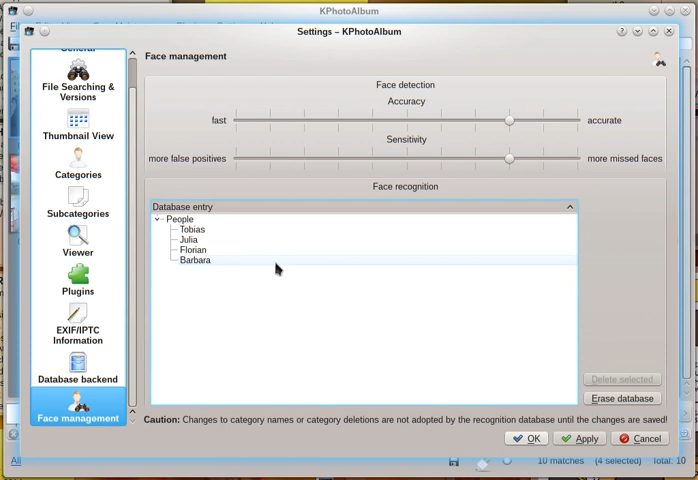 KPhotoAlbum
Settings – KPhotoAlbum
General
File Searching &
Versions
Thumbnail View
Categories
Subcategories
Viewer
Plugins
EXIF/IPTC
Information
Database backend
Face management
Face management
Face detection
Accuracy
fast
accurate
Sensitivity
more false positives
more missed faces
Face recognition
Database entry
People
Tobias
Julia
Florian
Barbara
Delete selected
Erase database
Caution: Changes to category names or category deletions are not adopted by the recognition database until the changes are saved!
OK
Apply
Cancel
10 matches
(4 selected)
Total: 10